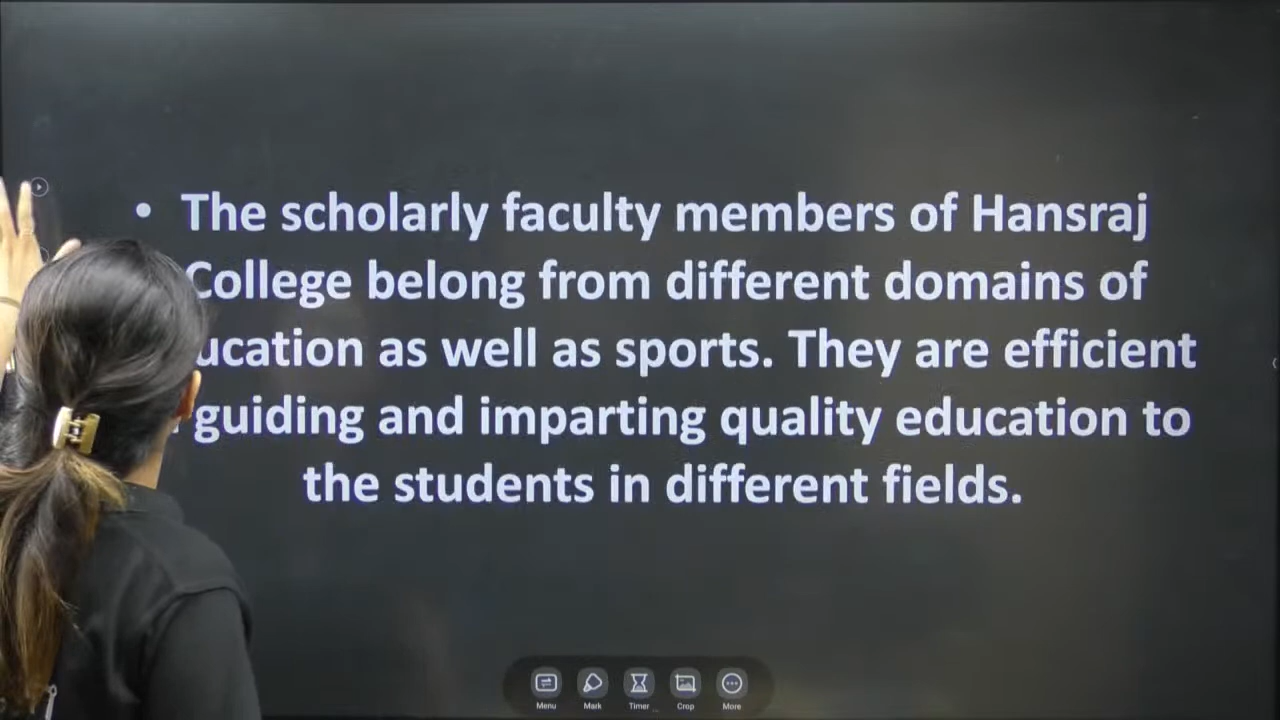 • The scholarly faculty members of Hansraj
College belong from different domains of
ucation as well as sports. They are efficient
guiding and imparting quality education to
the students in different fields.
Menu Mark Timer Crop More